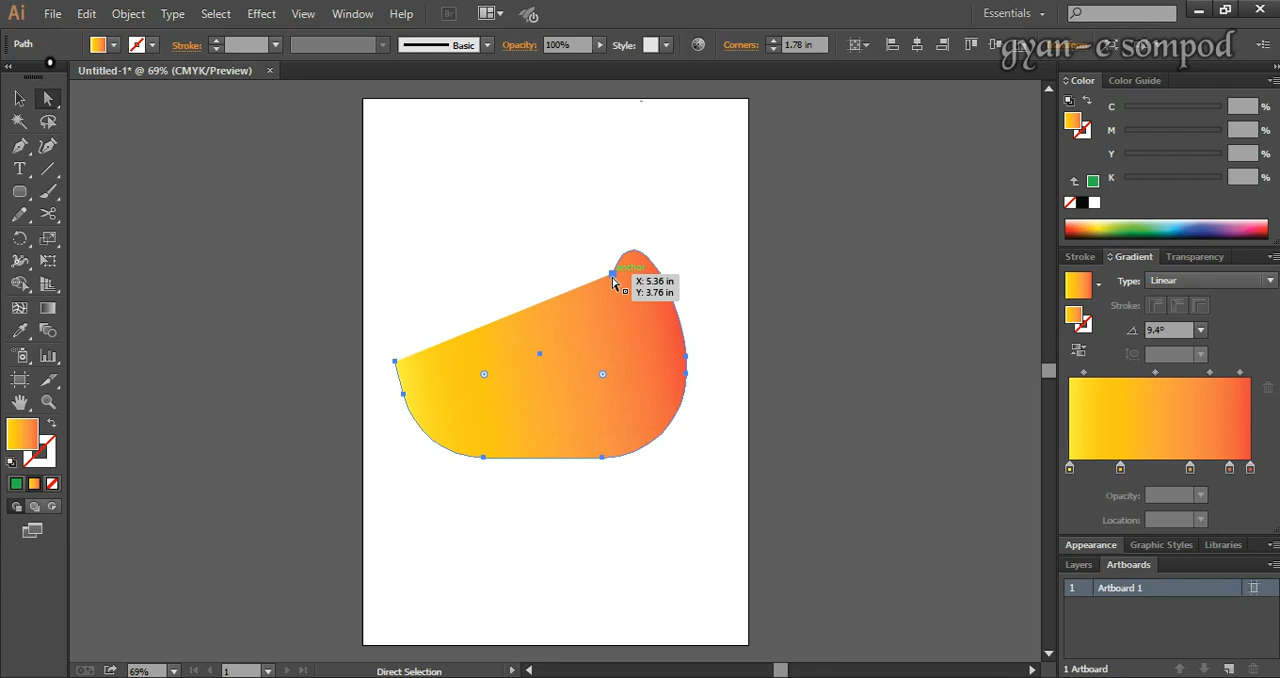 Ai File Edit Object Type Select Effect View Window Help Br Essentials
Path Stroke: Basic Opacity: 100% Style: Corners: 1.78 in
gyan-e sompod
Untitled-1* @ 69% (CMYK/Preview) ×
Color Color Guide
C %
M %
Y %
K %
Stroke Gradient Transparency
Type: Linear
Stroke:
9.4°
Opacity:
Location:
anchor
X: 5.36 in
Y: 3.76 in
Appearance Graphic Styles Libraries
Layers Artboards
1 Artboard 1
69% 1 Direct Selection 1 Artboard